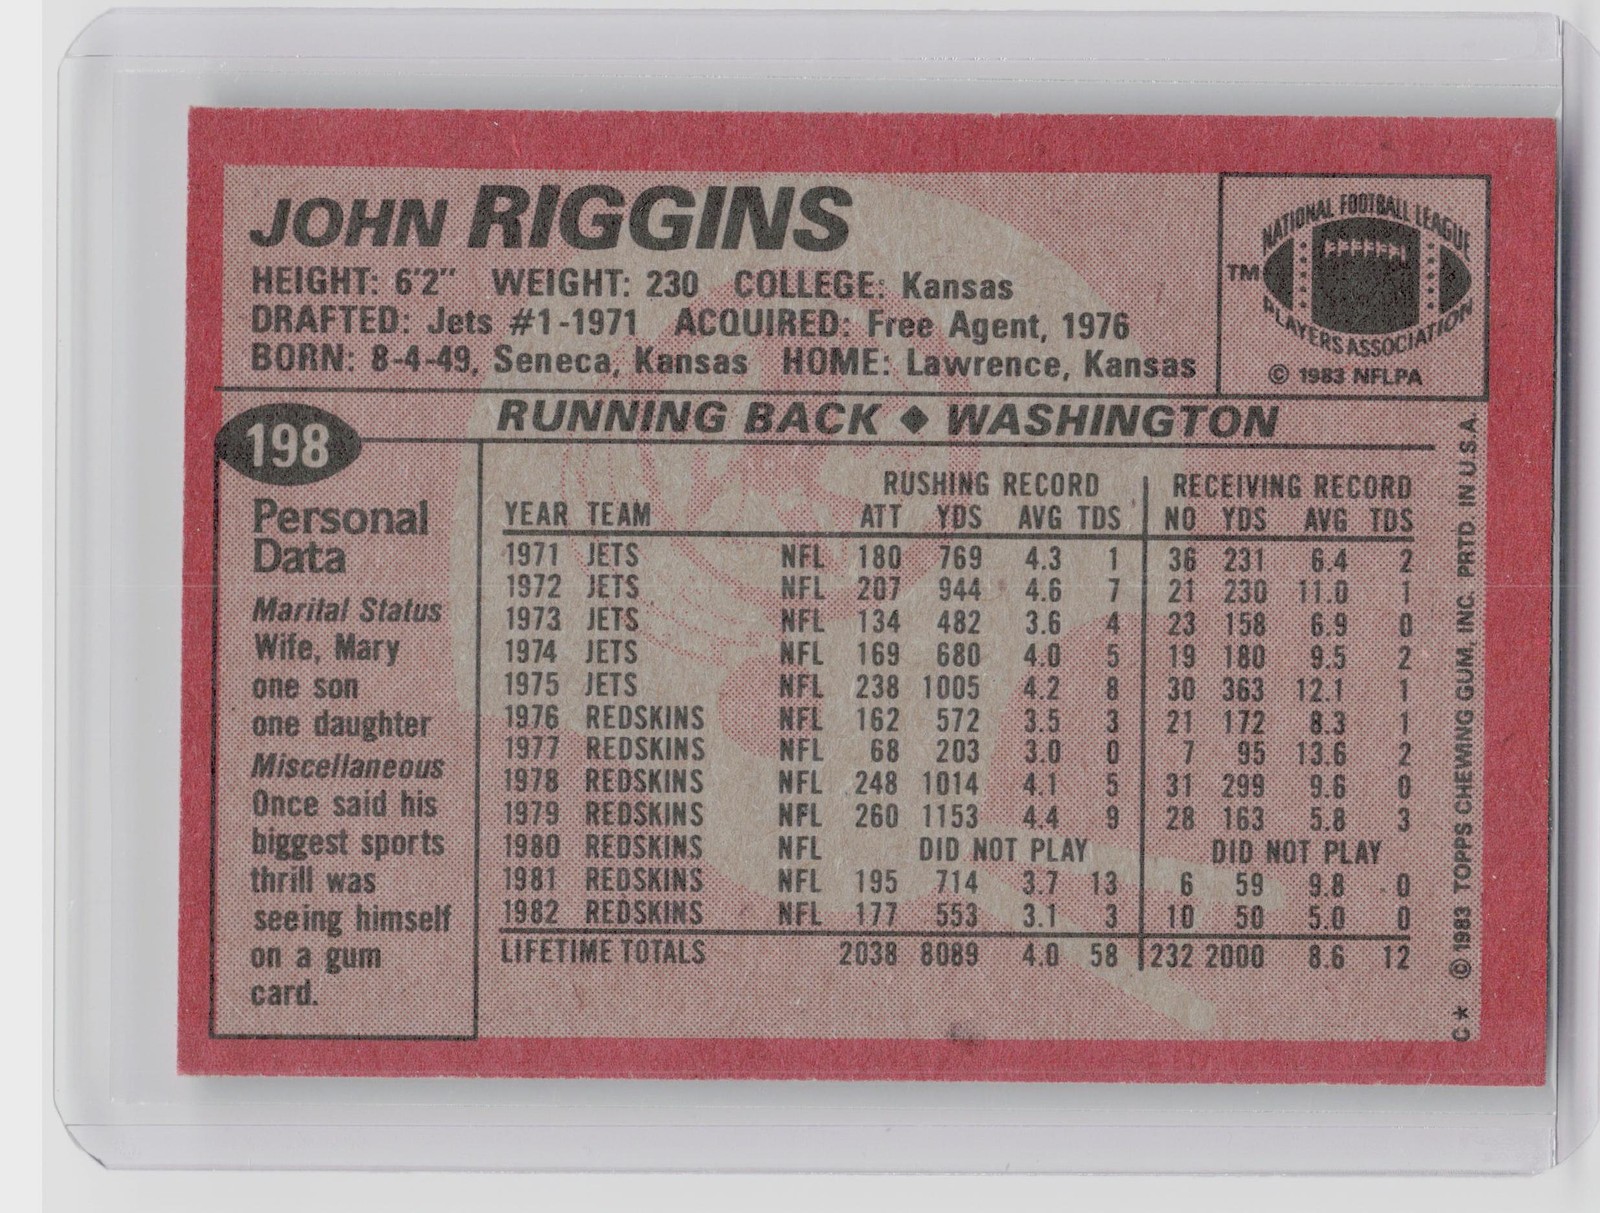 JOHN RIGGINS
HEIGHT: 6'2" WEIGHT: 230 COLLEGE: Kansas
DRAFTED: Jets #1-1971 ACQUIRED: Free Agent, 1976
BORN: 8-4-49, Seneca, Kansas HOME: Lawrence, Kansas
NATIONAL FOOTBALL LEAGUE
TM
PLAYERS ASSOCIATION
© 1983 NFLPA
RUNNING BACK ◆ WASHINGTON
198
Personal
Data
Marital Status
Wife, Mary
one son
one daughter
Miscellaneous
Once said his
biggest sports
thrill was
seeing himself
on a gum
card.
RUSHING RECORD RECEIVING RECORD
YEAR TEAM ATT YDS AVG TDS NO YDS AVG TDS
1971 JETS NFL 180 769 4.3 1 36 231 6.4 2
1972 JETS NFL 207 944 4.6 7 21 230 11.0 1
1973 JETS NFL 134 482 3.6 4 23 158 6.9 0
1974 JETS NFL 169 680 4.0 5 19 180 9.5 2
1975 JETS NFL 238 1005 4.2 8 30 363 12.1 1
1976 REDSKINS NFL 162 572 3.5 3 21 172 8.3 1
1977 REDSKINS NFL 68 203 3.0 0 7 95 13.6 2
1978 REDSKINS NFL 248 1014 4.1 5 31 299 9.6 0
1979 REDSKINS NFL 260 1153 4.4 9 28 163 5.8 3
1980 REDSKINS NFL DID NOT PLAY DID NOT PLAY
1981 REDSKINS NFL 195 714 3.7 13 6 59 9.8 0
1982 REDSKINS NFL 177 553 3.1 3 10 50 5.0 0
LIFETIME TOTALS 2038 8089 4.0 58 232 2000 8.6 12
C* © 1983 TOPPS CHEWING GUM, INC. PRTD IN U.S.A.